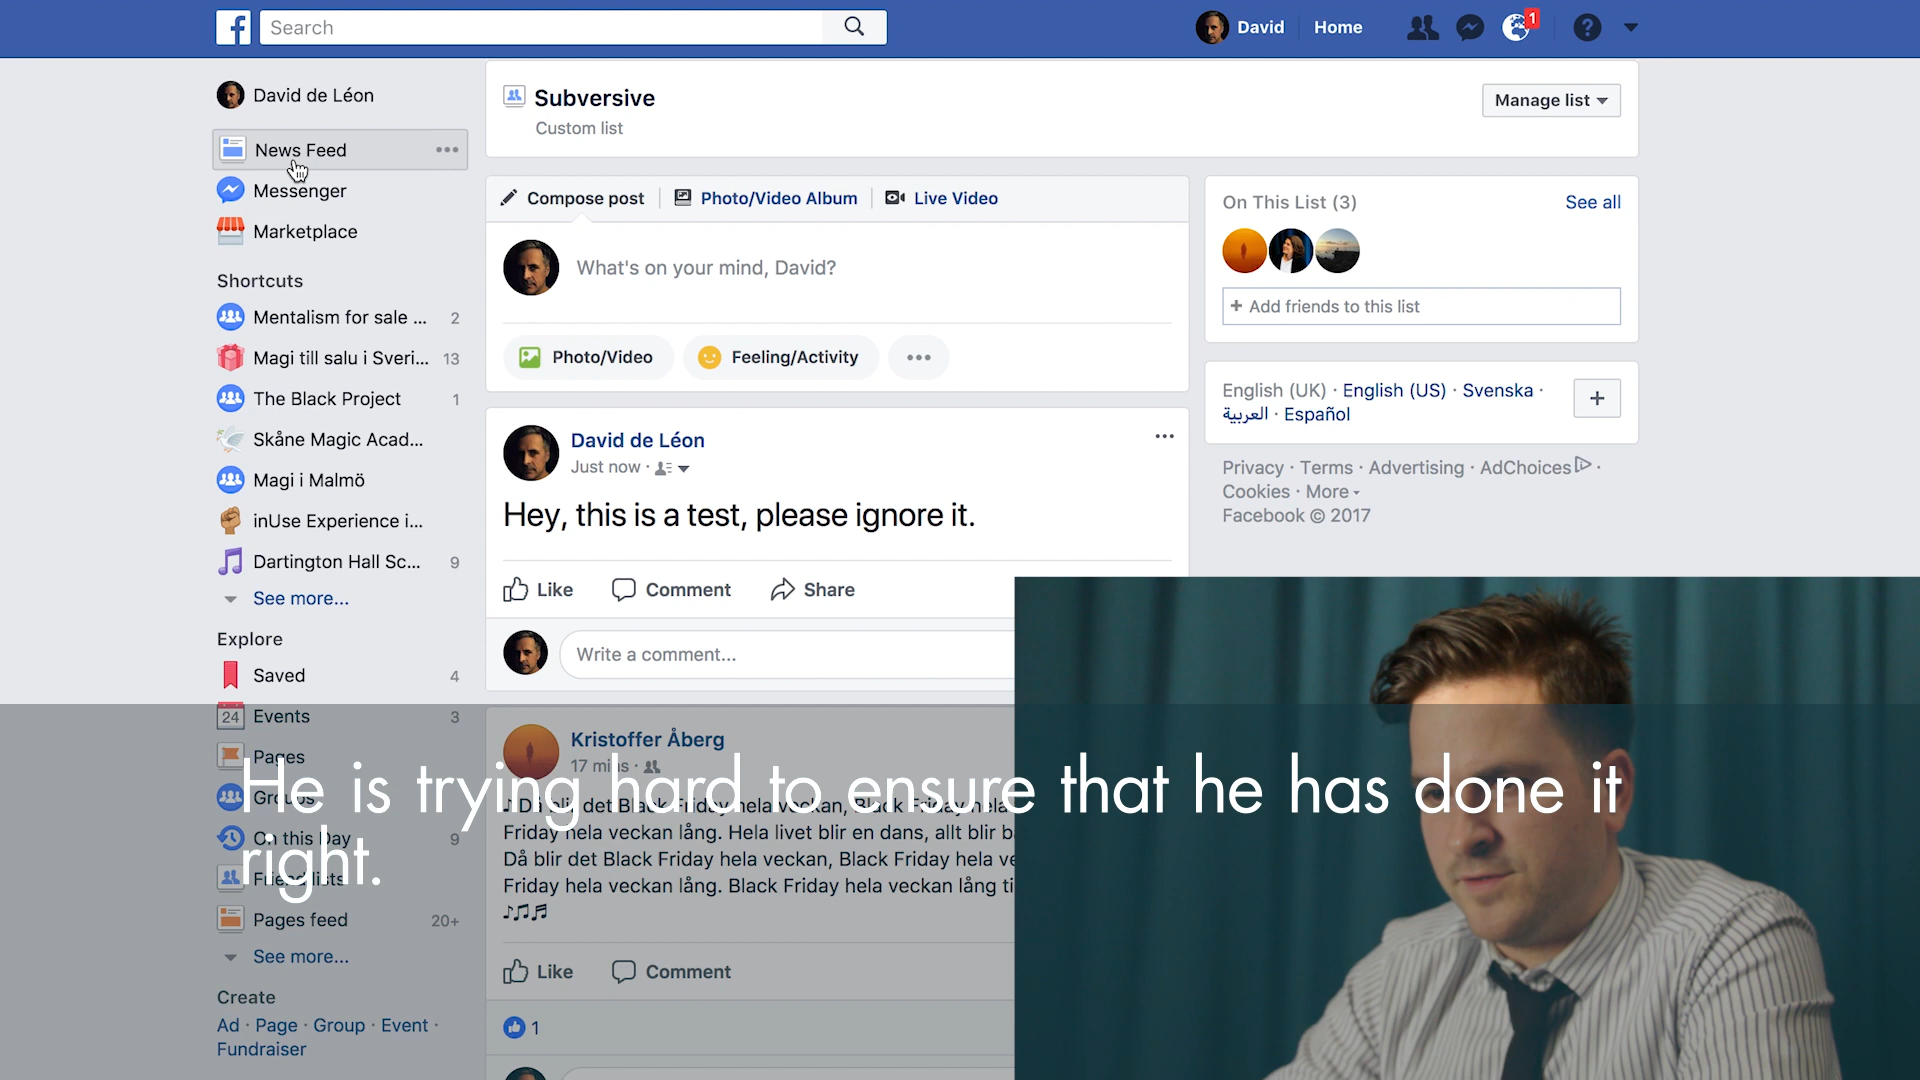 Search
David
Home
1
David de Léon
News Feed
Messenger
Marketplace
Shortcuts
Mentalism for sale ... 2
Magi till salu i Sveri... 13
The Black Project 1
Skåne Magic Acad...
Magi i Malmö
inUse Experience i...
Dartington Hall Sc... 9
See more...
Explore
Saved 4
24 Events 3
Pages
Groups
On this Day 9
Friend lists
Pages feed 20+
See more...
Create
Ad · Page · Group · Event ·
Fundraiser
Subversive
Custom list
Manage list
Compose post
Photo/Video Album
Live Video
What's on your mind, David?
Photo/Video
Feeling/Activity
David de Léon
Just now ·
Hey, this is a test, please ignore it.
Like Comment Share
Write a comment...
Kristoffer Åberg
17 mins ·
Då blir det Black Friday hela veckan, Black Friday hela
Friday hela veckan lång. Hela livet blir en dans, allt blir
Då blir det Black Friday hela veckan, Black Friday hela
Friday hela veckan lång. Black Friday hela veckan lång
♪♫♬
Like Comment
1
On This List (3)
See all
+ Add friends to this list
English (UK) · English (US) · Svenska ·
العربية · Español
Privacy · Terms · Advertising · AdChoices ·
Cookies · More
Facebook © 2017
He is trying hard to ensure that he has done it
right.